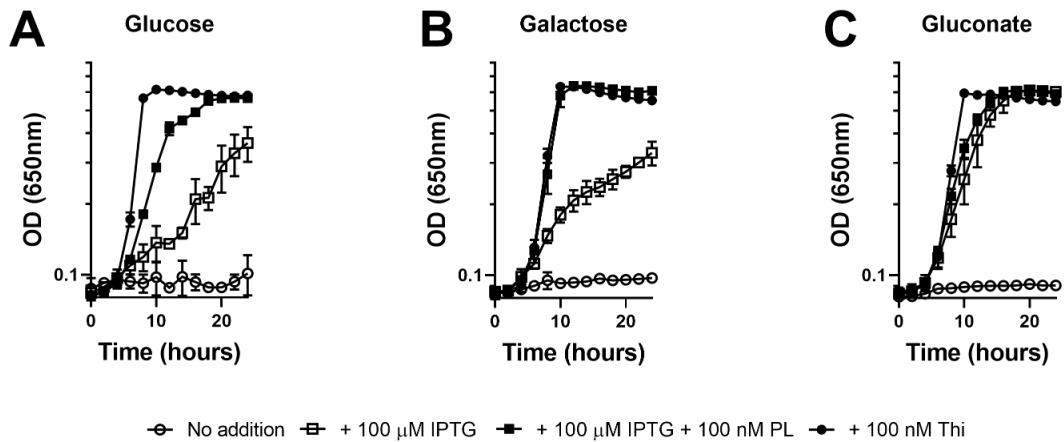 A Glucose
B Galactose
C Gluconate
OD (650nm)
0.1
0 10 20
Time (hours)
OD (650nm)
0.1
0 10 20
Time (hours)
OD (650nm)
0.1
0 10 20
Time (hours)
No addition + 100 μM IPTG + 100 μM IPTG + 100 nM PL + 100 nM Thi